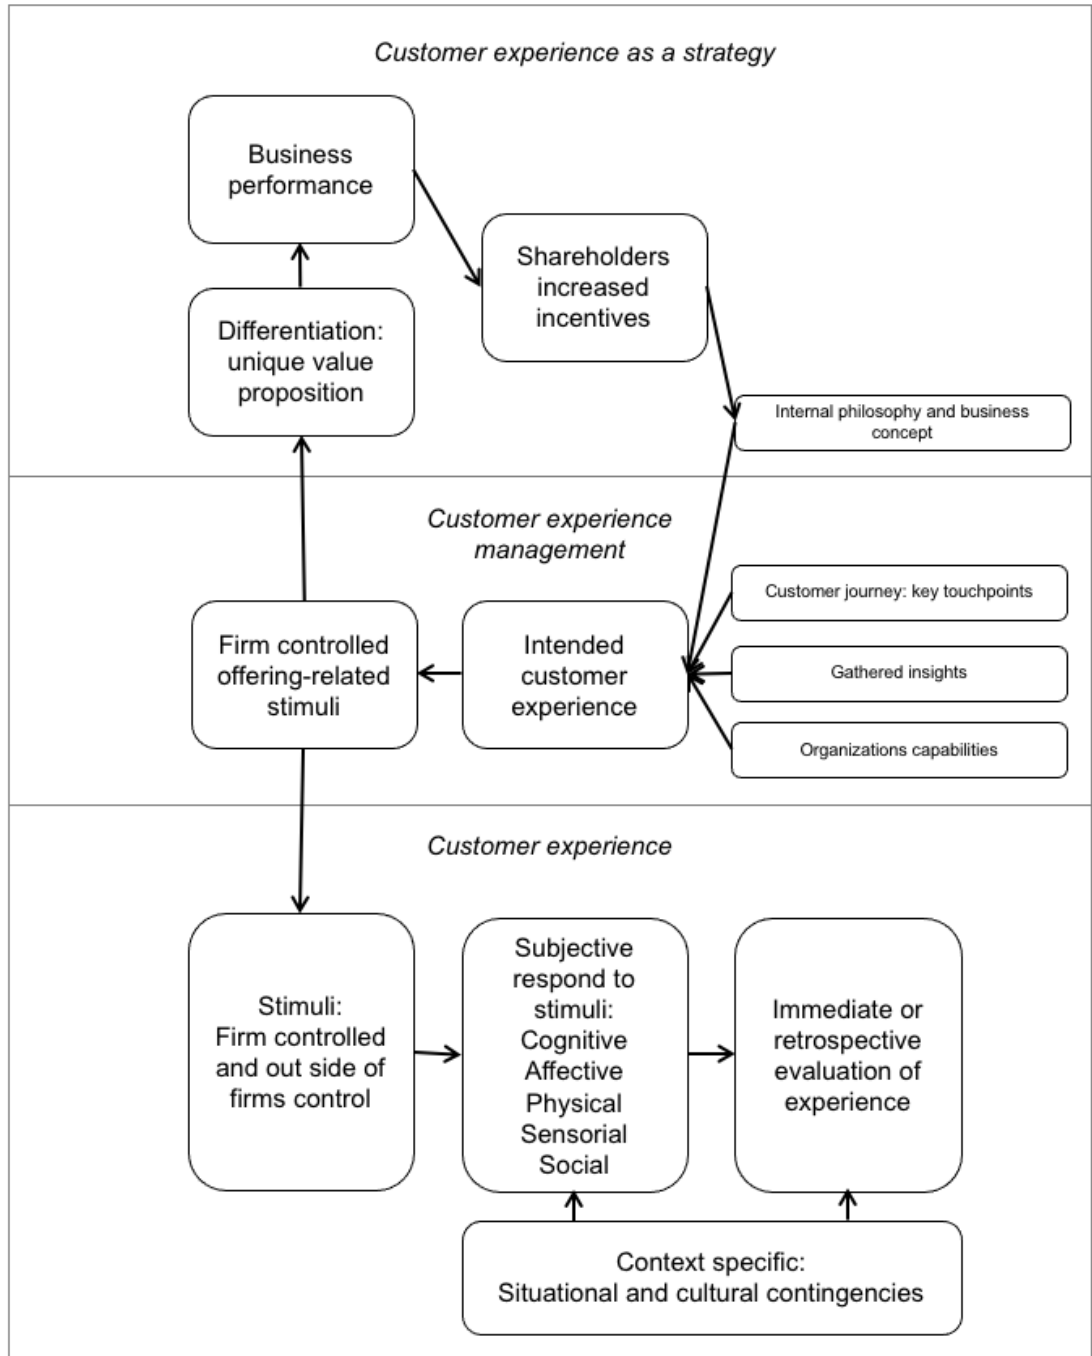 Customer experience as a strategy
Business
performance
Shareholders
increased
incentives
Differentiation:
unique value
proposition
Internal philosophy and business
concept
Customer experience
management
Customer journey: key touchpoints
Firm controlled
offering-related
stimuli
Intended
customer
experience
Gathered insights
Organizations capabilities
Customer experience
Stimuli:
Firm controlled
and out side of
firms control
Subjective
respond to
stimuli:
Cognitive
Affective
Physical
Sensorial
Social
Immediate or
retrospective
evaluation of
experience
Context specific:
Situational and cultural contingencies